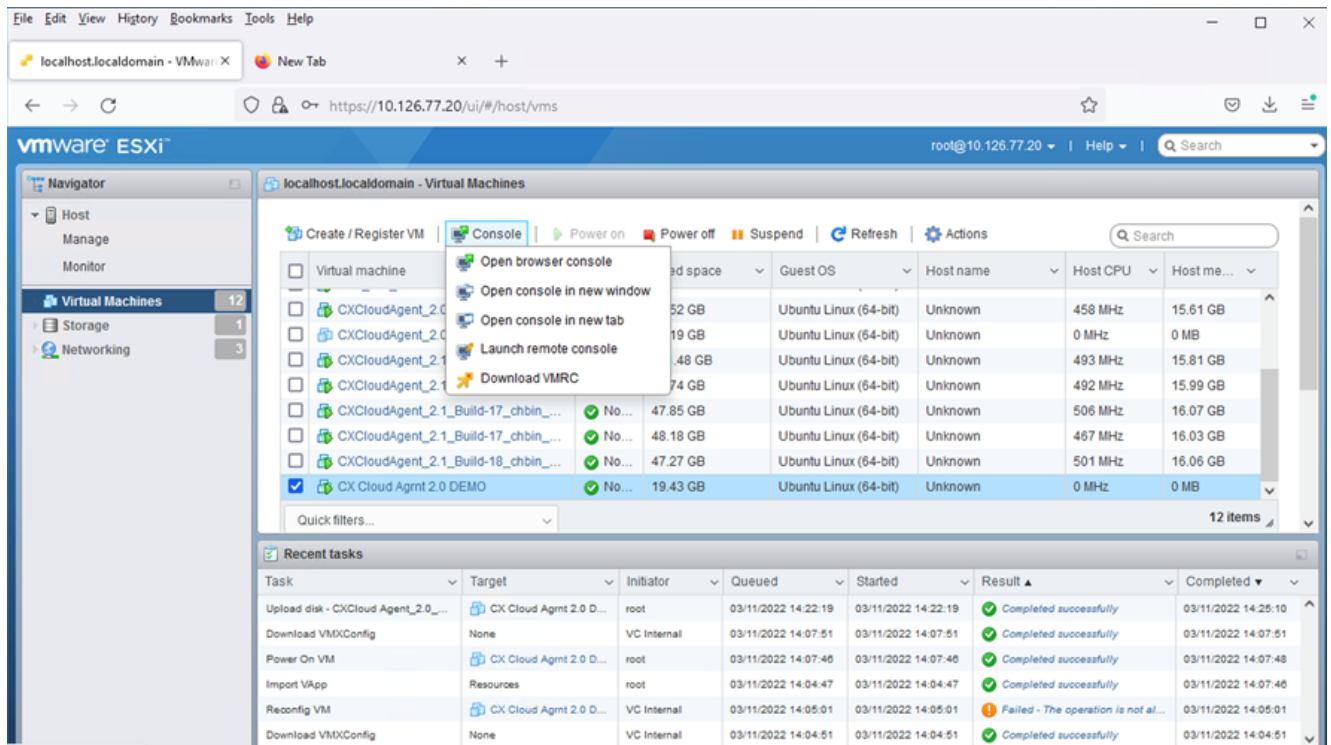 File Edit View History Bookmarks Tools Help
localhost.localdomain - VMwar
New Tab
https://10.126.77.20/ui/#/host/vms
vmware ESXi™
root@10.126.77.20 | Help | Search
Navigator
Host
Manage
Monitor
Virtual Machines 12
Storage 1
Networking 3
localhost.localdomain - Virtual Machines
Create / Register VM | Console | Power on Power off Suspend | Refresh | Actions
Search
Virtual machine ed space Guest OS Host name Host CPU Host me...
Open browser console
Open console in new window
Open console in new tab
Launch remote console
Download VMRC
CXCloudAgent_2.0 52 GB Ubuntu Linux (64-bit) Unknown 458 MHz 15.61 GB
CXCloudAgent_2.0 19 GB Ubuntu Linux (64-bit) Unknown 0 MHz 0 MB
CXCloudAgent_2.1 .48 GB Ubuntu Linux (64-bit) Unknown 493 MHz 15.81 GB
CXCloudAgent_2.1 74 GB Ubuntu Linux (64-bit) Unknown 492 MHz 15.99 GB
CXCloudAgent_2.1_Build-17_chbin_... No... 47.85 GB Ubuntu Linux (64-bit) Unknown 506 MHz 16.07 GB
CXCloudAgent_2.1_Build-17_chbin_... No... 48.18 GB Ubuntu Linux (64-bit) Unknown 467 MHz 16.03 GB
CXCloudAgent_2.1_Build-18_chbin_... No... 47.27 GB Ubuntu Linux (64-bit) Unknown 501 MHz 16.06 GB
CX Cloud Agrnt 2.0 DEMO No... 19.43 GB Ubuntu Linux (64-bit) Unknown 0 MHz 0 MB
Quick filters...
12 items
Recent tasks
Task Target Initiator Queued Started Result Completed
Upload disk - CXCloud Agent_2.0_... CX Cloud Agrnt 2.0 D... root 03/11/2022 14:22:19 03/11/2022 14:22:19 Completed successfully 03/11/2022 14:25:10
Download VMXConfig None VC Internal 03/11/2022 14:07:51 03/11/2022 14:07:51 Completed successfully 03/11/2022 14:07:51
Power On VM CX Cloud Agrnt 2.0 D... root 03/11/2022 14:07:46 03/11/2022 14:07:46 Completed successfully 03/11/2022 14:07:48
Import VApp Resources root 03/11/2022 14:04:47 03/11/2022 14:04:47 Completed successfully 03/11/2022 14:07:46
Reconfig VM CX Cloud Agrnt 2.0 D... VC Internal 03/11/2022 14:05:01 03/11/2022 14:05:01 Failed - The operation is not al... 03/11/2022 14:05:01
Download VMXConfig None VC Internal 03/11/2022 14:04:51 03/11/2022 14:04:51 Completed successfully 03/11/2022 14:04:51